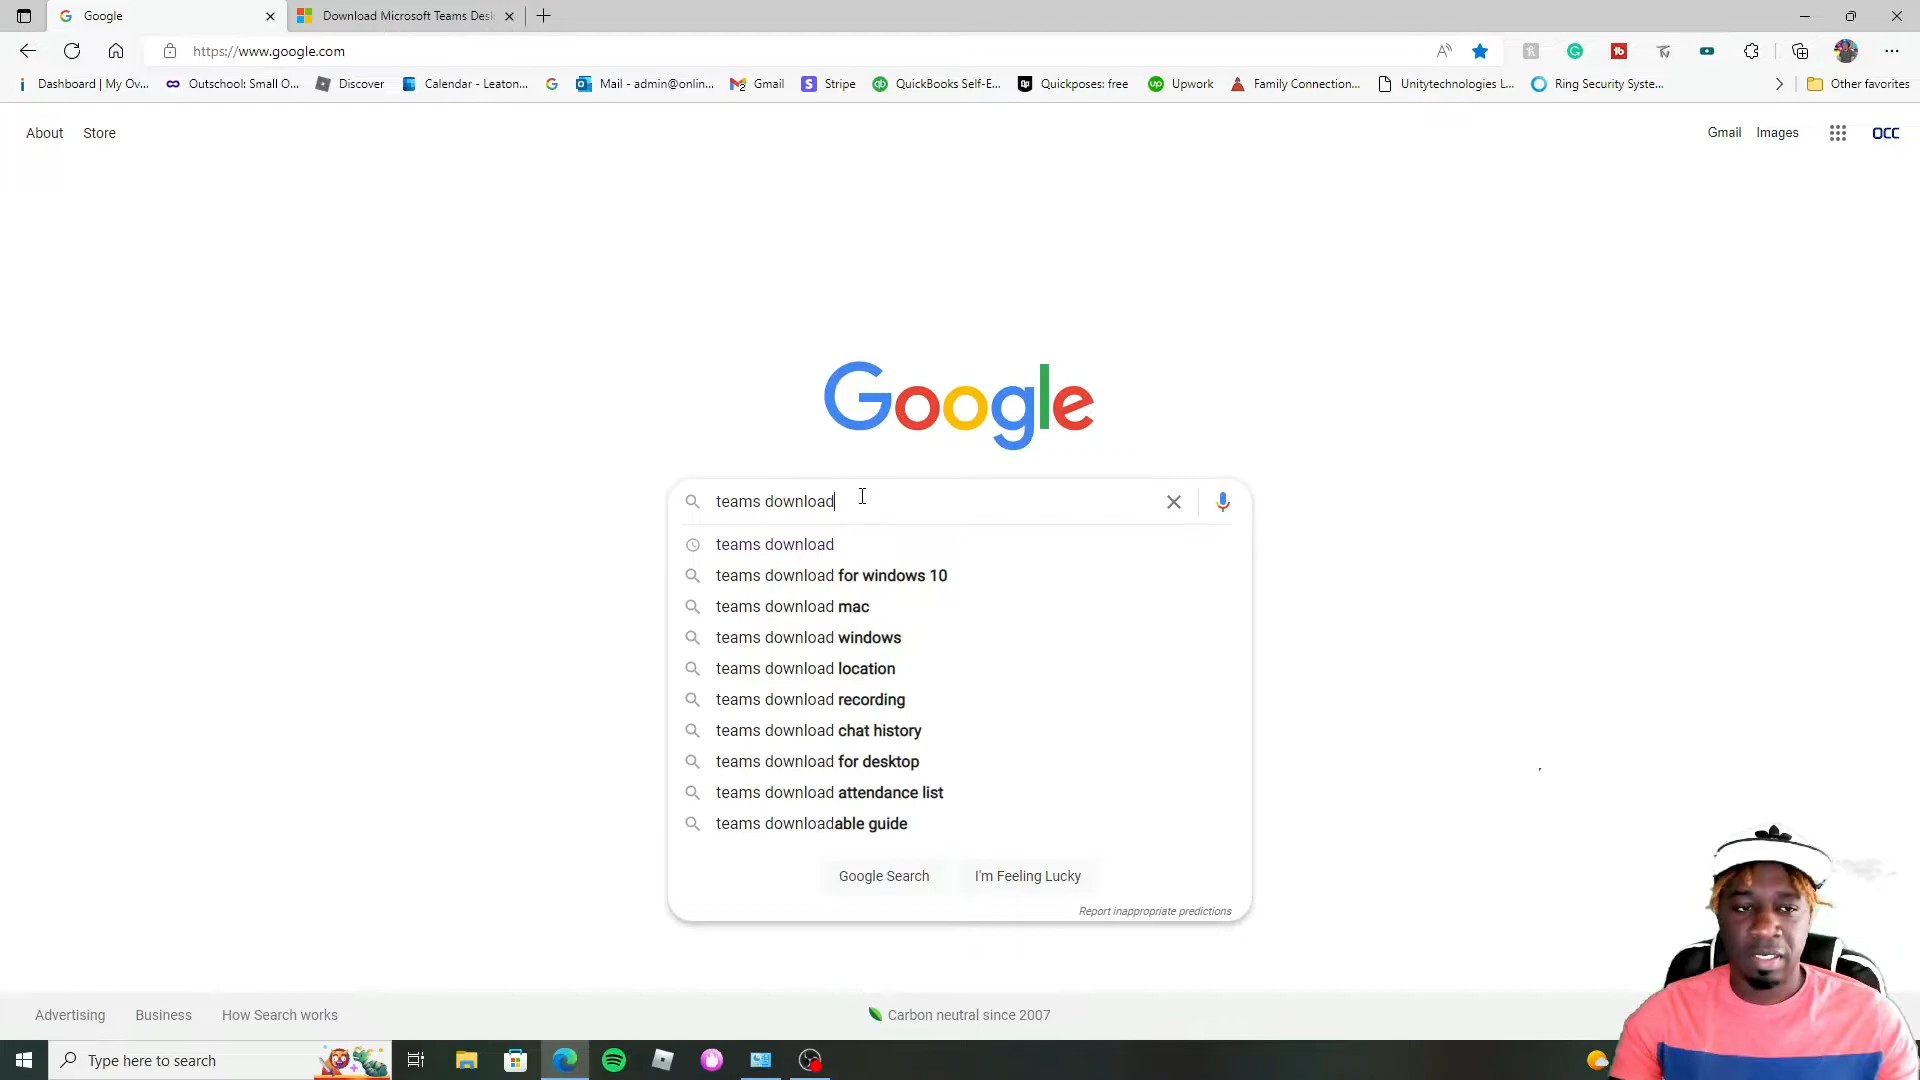 Google
Download Microsoft Teams Desk
https://www.google.com
Dashboard | My Ov...
Outschool: Small O...
Discover
Calendar - Leaton...
Mail - admin@onlin...
Gmail
Stripe
QuickBooks Self-E...
Quickposes: free
Upwork
Family Connection...
Unitytechnologies L...
Ring Security Syste...
Other favorites
About
Store
Gmail
Images
OCC
Google
teams download
teams download
teams download for windows 10
teams download mac
teams download windows
teams download location
teams download recording
teams download chat history
teams download for desktop
teams download attendance list
teams downloadable guide
Google Search
I'm Feeling Lucky
Report inappropriate predictions
Advertising
Business
How Search works
Carbon neutral since 2007
Type here to search